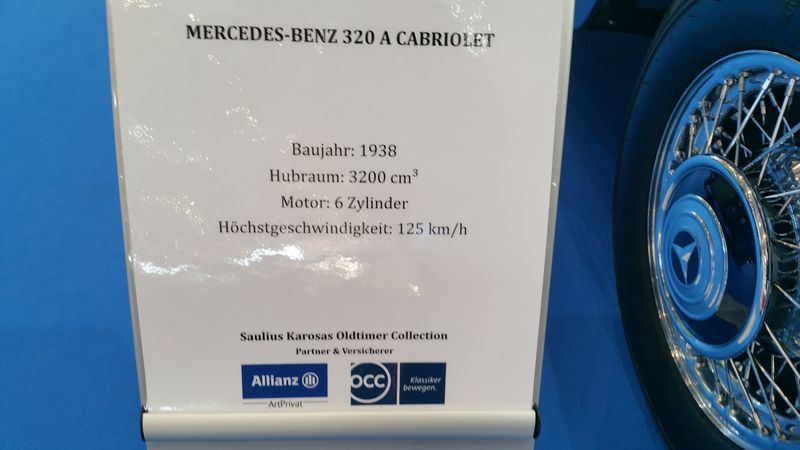 MERCEDES-BENZ 320 A CABRIOLET
Baujahr: 1938
Hubraum: 3200 cm³
Motor: 6 Zylinder
Höchstgeschwindigkeit: 125 km/h
Saulius Karosas Oldtimer Collection
Partner & Versicherer
Allianz
ArtPrivat
OCC
Klassiker
bewegen.